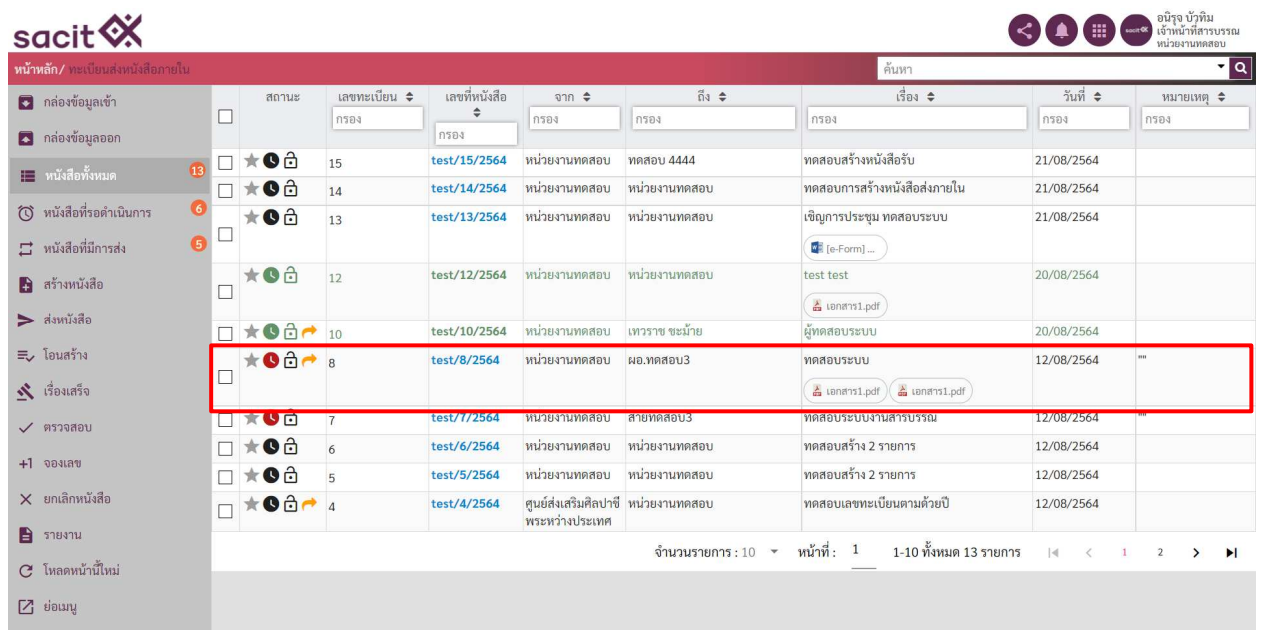 sacit
อนิรุจ บัวทิม
เจ้าหน้าที่สารบรรณ
หน่วยงานทดสอบ
หน้าหลัก/ ทะเบียนส่งหนังสือภายใน
ค้นหา
กล่องข้อมูลเข้า
กล่องข้อมูลออก
หนังสือทั้งหมด 13
หนังสือที่รอดำเนินการ 6
หนังสือที่มีการส่ง 5
สร้างหนังสือ
ส่งหนังสือ
โอนสร้าง
เรื่องเสร็จ
ตรวจสอบ
+1 จองเลข
ยกเลิกหนังสือ
รายงาน
โหลดหน้านี้ใหม่
ย่อเมนู
สถานะ เลขทะเบียน เลขที่หนังสือ จาก ถึง เรื่อง วันที่ หมายเหตุ
กรอง กรอง กรอง กรอง กรอง กรอง กรอง
15 test/15/2564 หน่วยงานทดสอบ ทดสอบ 4444 ทดสอบสร้างหนังสือรับ 21/08/2564
14 test/14/2564 หน่วยงานทดสอบ หน่วยงานทดสอบ ทดสอบการสร้างหนังสือส่งภายใน 21/08/2564
13 test/13/2564 หน่วยงานทดสอบ หน่วยงานทดสอบ เชิญการประชุม ทดสอบระบบ 21/08/2564
[e-Form] ...
12 test/12/2564 หน่วยงานทดสอบ หน่วยงานทดสอบ test test 20/08/2564
เอกสาร1.pdf
10 test/10/2564 หน่วยงานทดสอบ เทวราช ชะม้าย ผู้ทดสอบระบบ 20/08/2564
8 test/8/2564 หน่วยงานทดสอบ ผอ.ทดสอบ3 ทดสอบระบบ 12/08/2564 ""
เอกสาร1.pdf เอกสาร1.pdf
7 test/7/2564 หน่วยงานทดสอบ สายทดสอบ3 ทดสอบระบบงานสารบรรณ 12/08/2564 ""
6 test/6/2564 หน่วยงานทดสอบ หน่วยงานทดสอบ ทดสอบสร้าง 2 รายการ 12/08/2564
5 test/5/2564 หน่วยงานทดสอบ หน่วยงานทดสอบ ทดสอบสร้าง 2 รายการ 12/08/2564
4 test/4/2564 ศูนย์ส่งเสริมศิลปาชี หน่วยงานทดสอบ ทดสอบเลขทะเบียนตามด้วยปี 12/08/2564
พระหว่างประเทศ
จำนวนรายการ : 10 หน้าที่ : 1 1-10 ทั้งหมด 13 รายการ 1 2